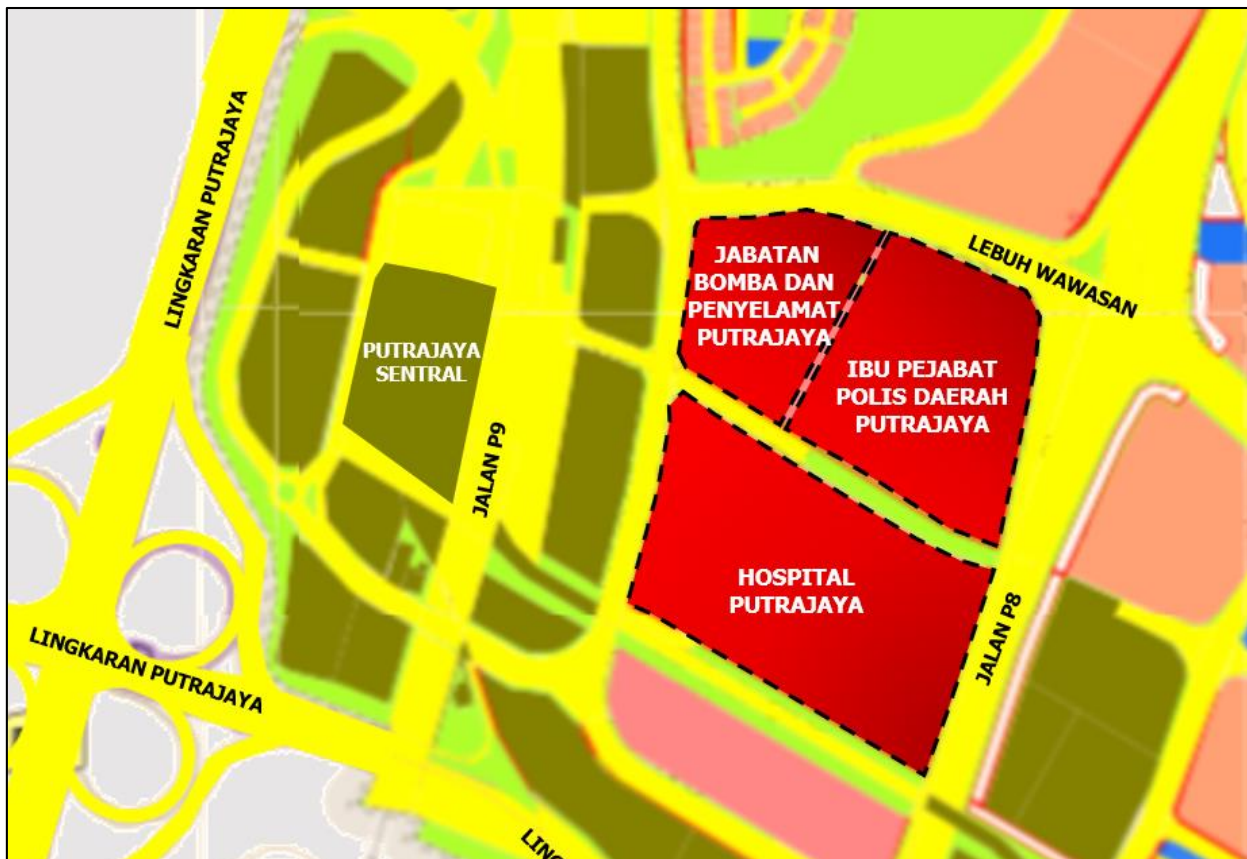 LINGKARAN PUTRAJAYA
JABATAN
BOMBA DAN
PENYELAMAT
PUTRAJAYA
LEBUH WAWASAN
PUTRAJAYA
SENTRAL
IBU PEJABAT
POLIS DAERAH
PUTRAJAYA
JALAN P9
HOSPITAL
PUTRAJAYA
JALAN P8
LINGKARAN PUTRAJAYA